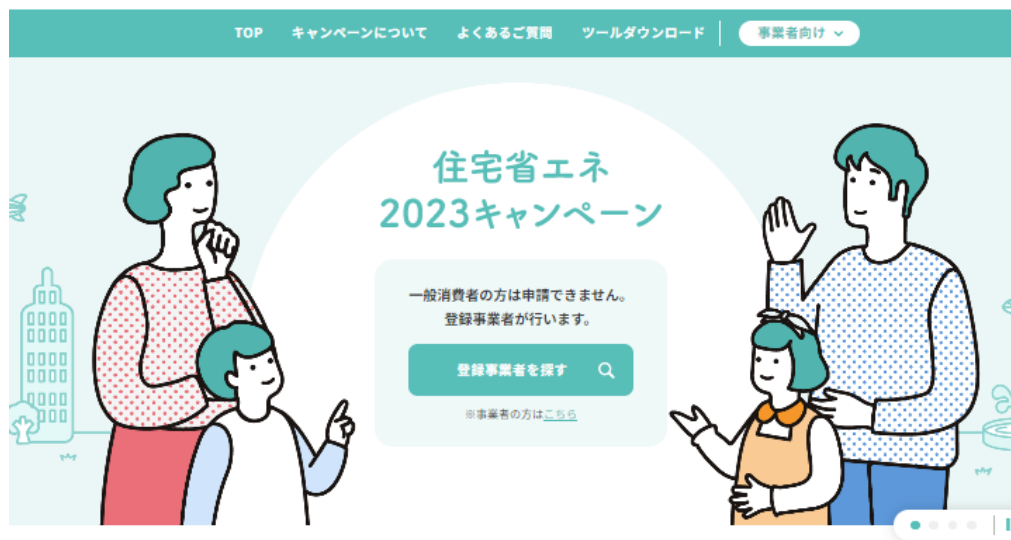 TOP キャンペーンについて よくあるご質問 ツールダウンロード 事業者向け
住宅省エネ
2023キャンペーン
一般消費者の方は申請できません。
登録事業者が行います。
登録事業者を探す
※事業者の方はこちら